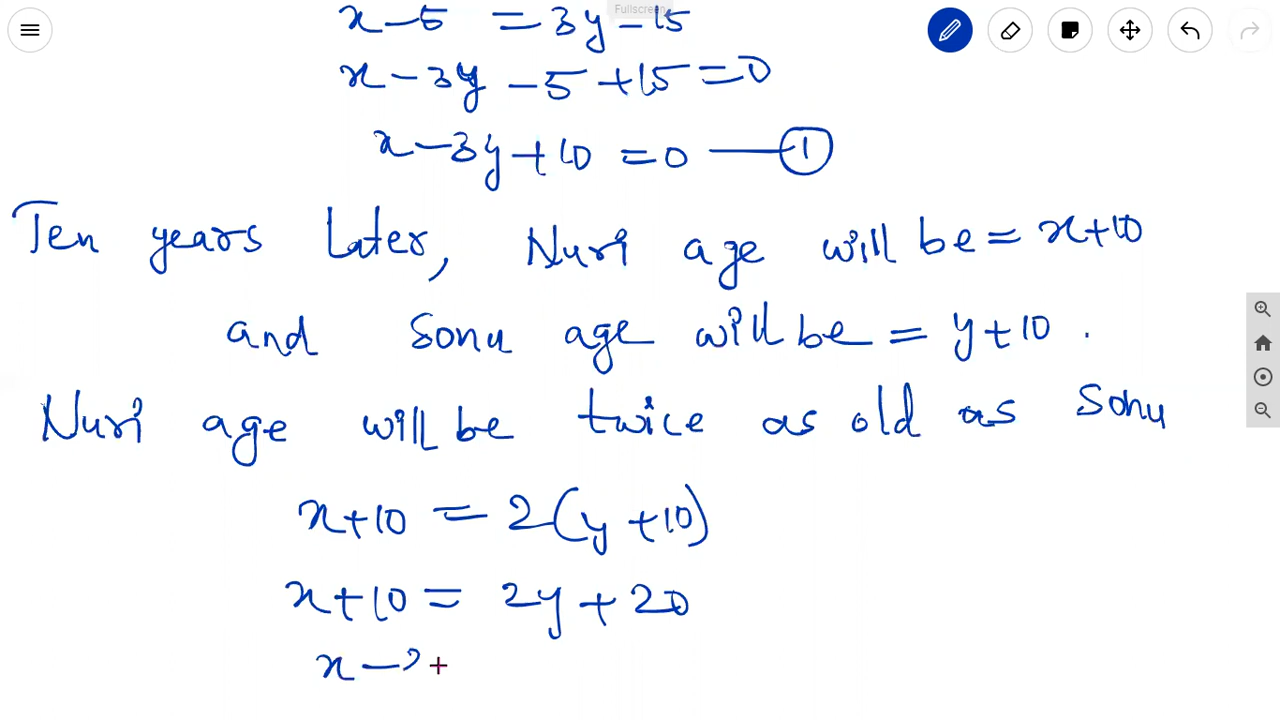 Fullscreen
x - 5 = 3y - 15
x - 3y - 5 + 15 = 0
x - 3y + 10 = 0 — ①
Ten years Later, Nuri age will be = x+10
and Sonu age will be = y+10 .
Nuri age will be twice as old as Sonu
x+10 = 2(y+10)
x+10 = 2y+20
x - 2